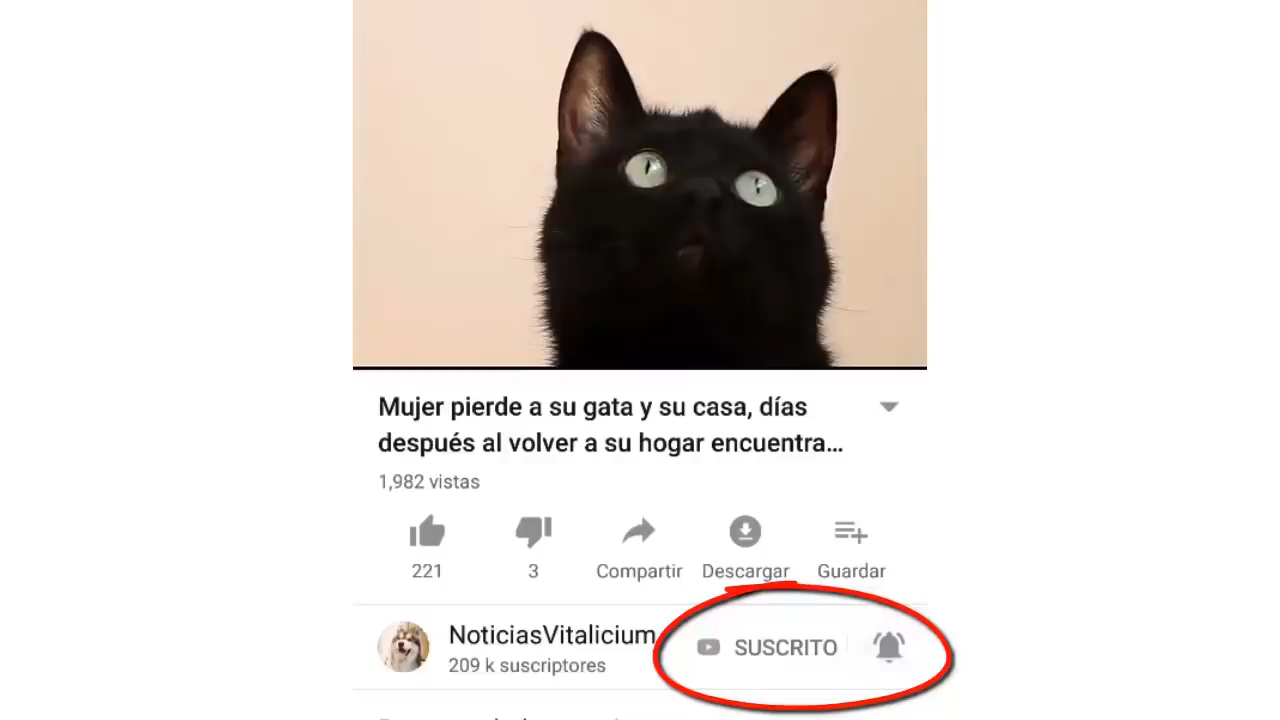 Mujer pierde a su gata y su casa, días
después al volver a su hogar encuentra...
1,982 vistas
221
3
Compartir
Descargar
Guardar
NoticiasVitalicium
209 k suscriptores
SUSCRITO